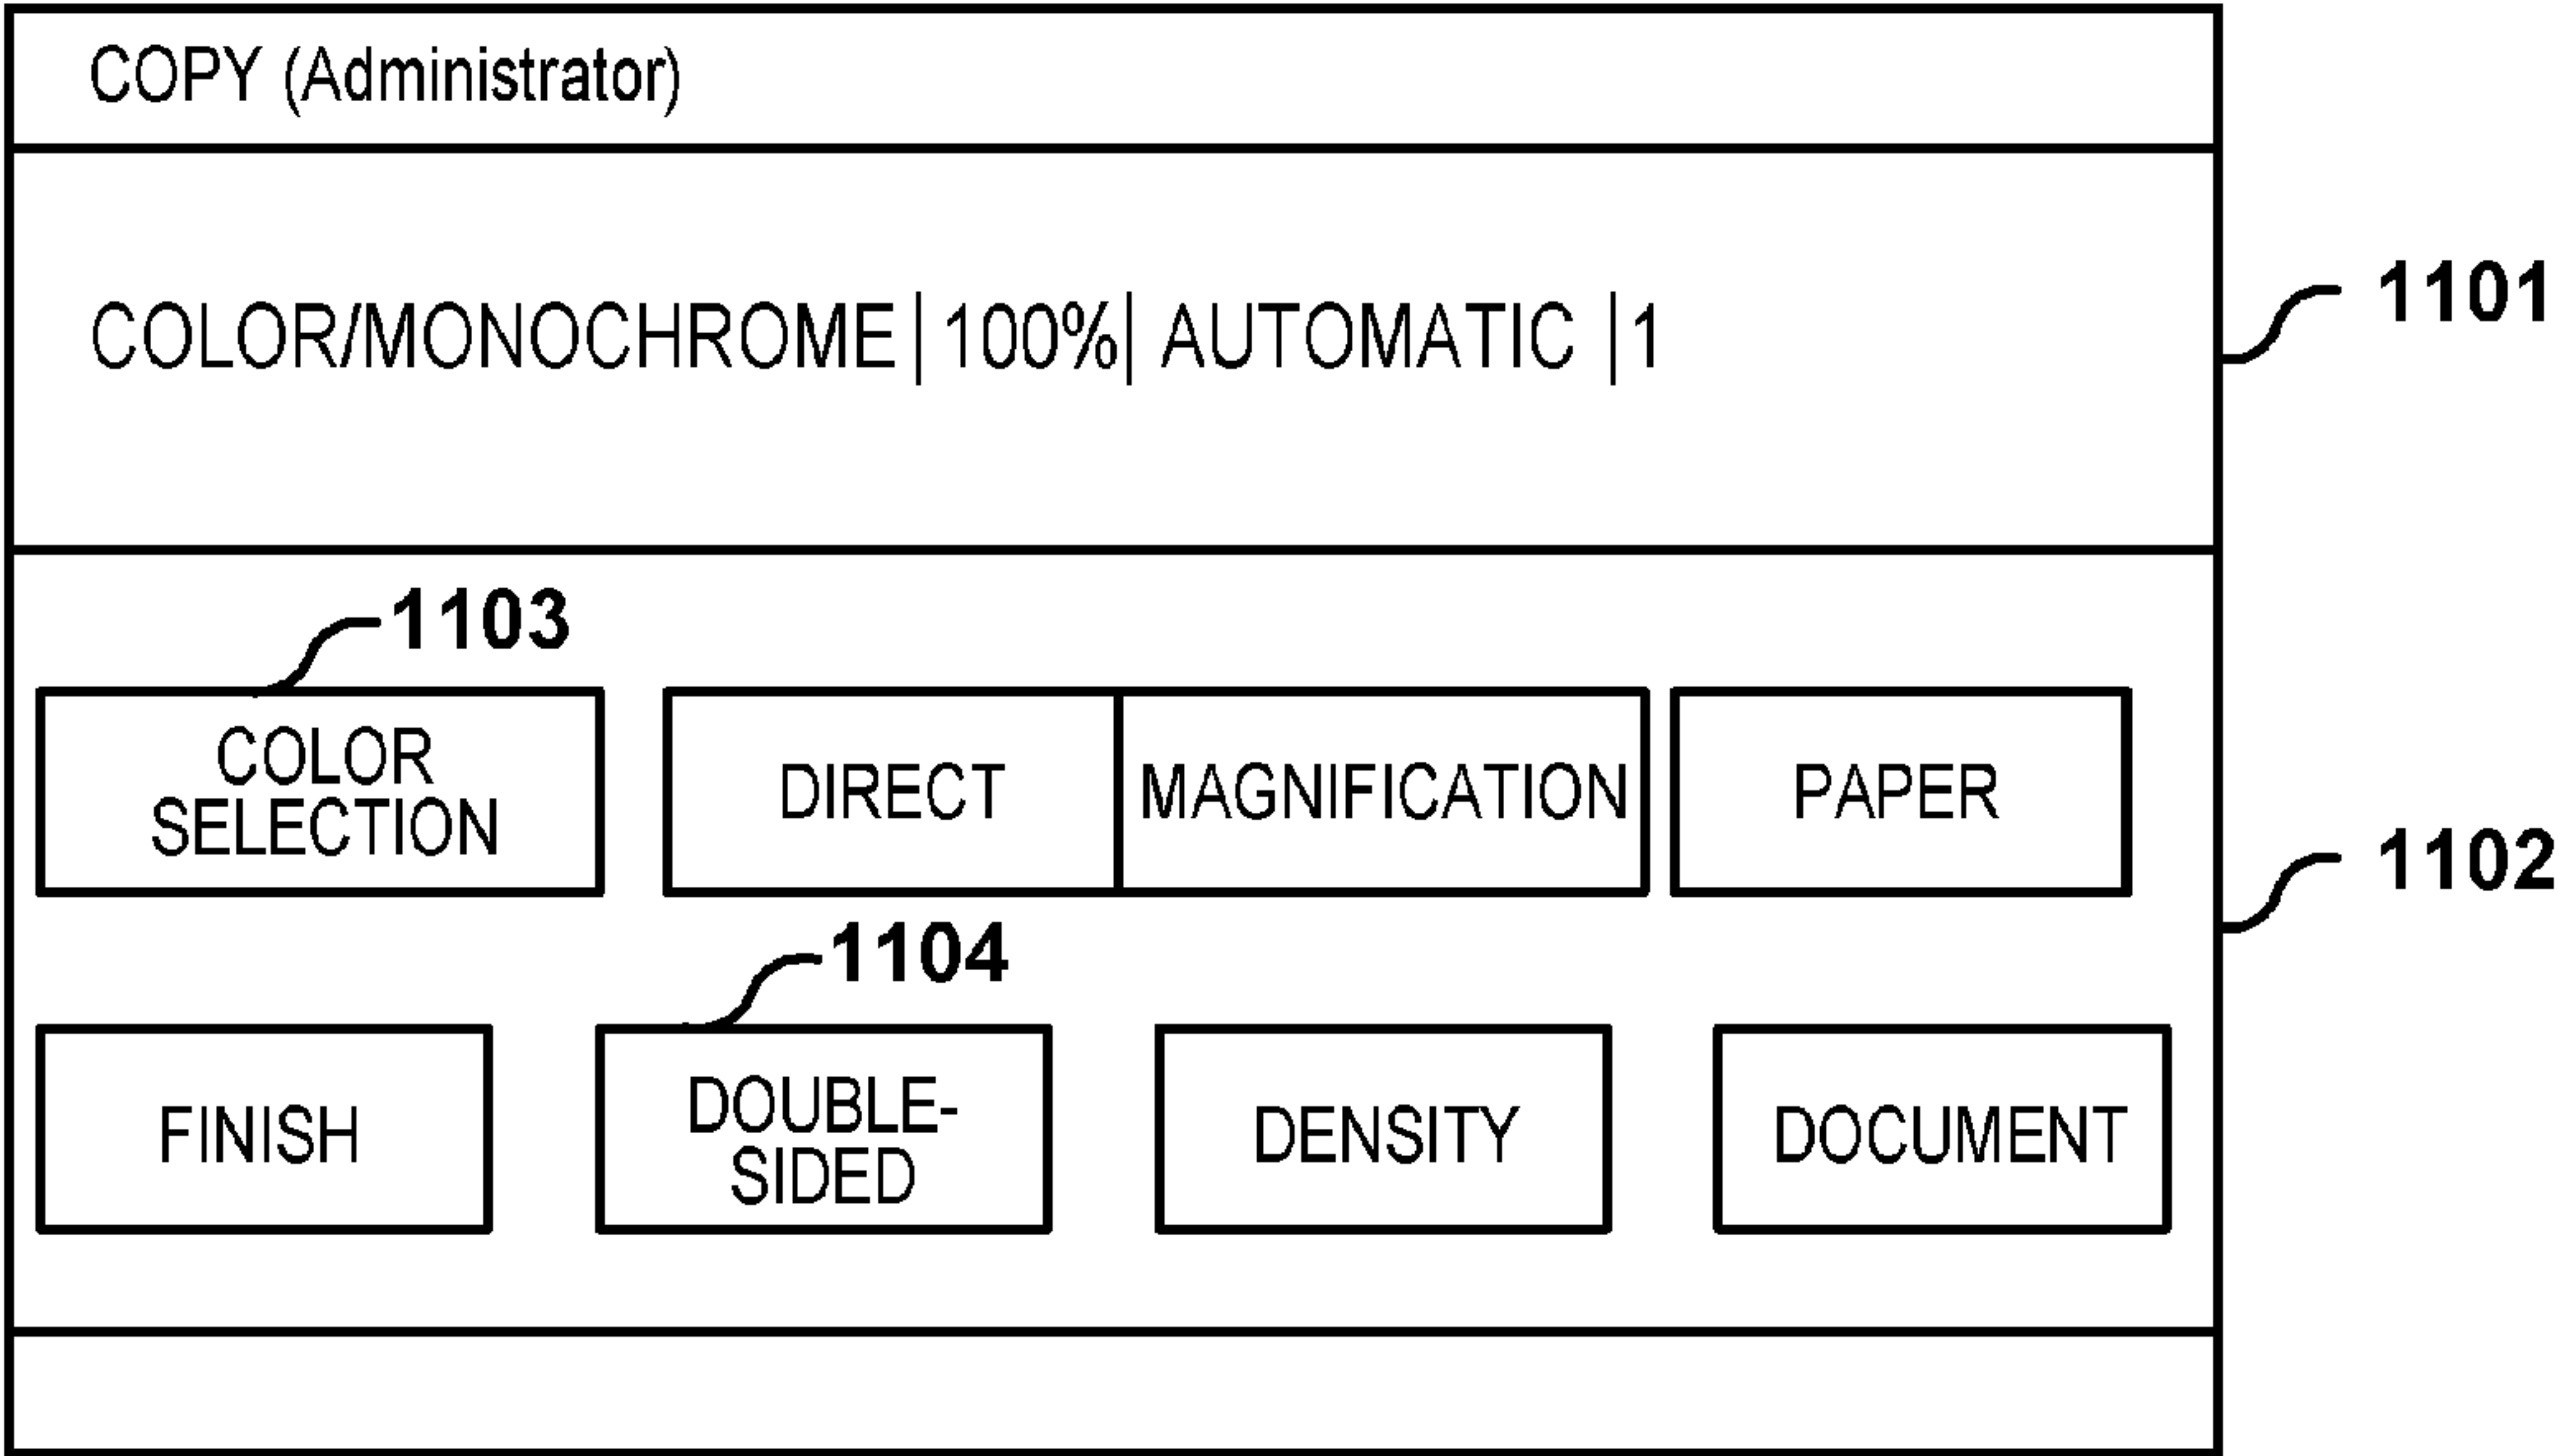 COPY (Administrator)
COLOR/MONOCHROME | 100% | AUTOMATIC | 1
1101
1103
COLOR
SELECTION
DIRECT
MAGNIFICATION
PAPER
1102
1104
FINISH
DOUBLE-
SIDED
DENSITY
DOCUMENT